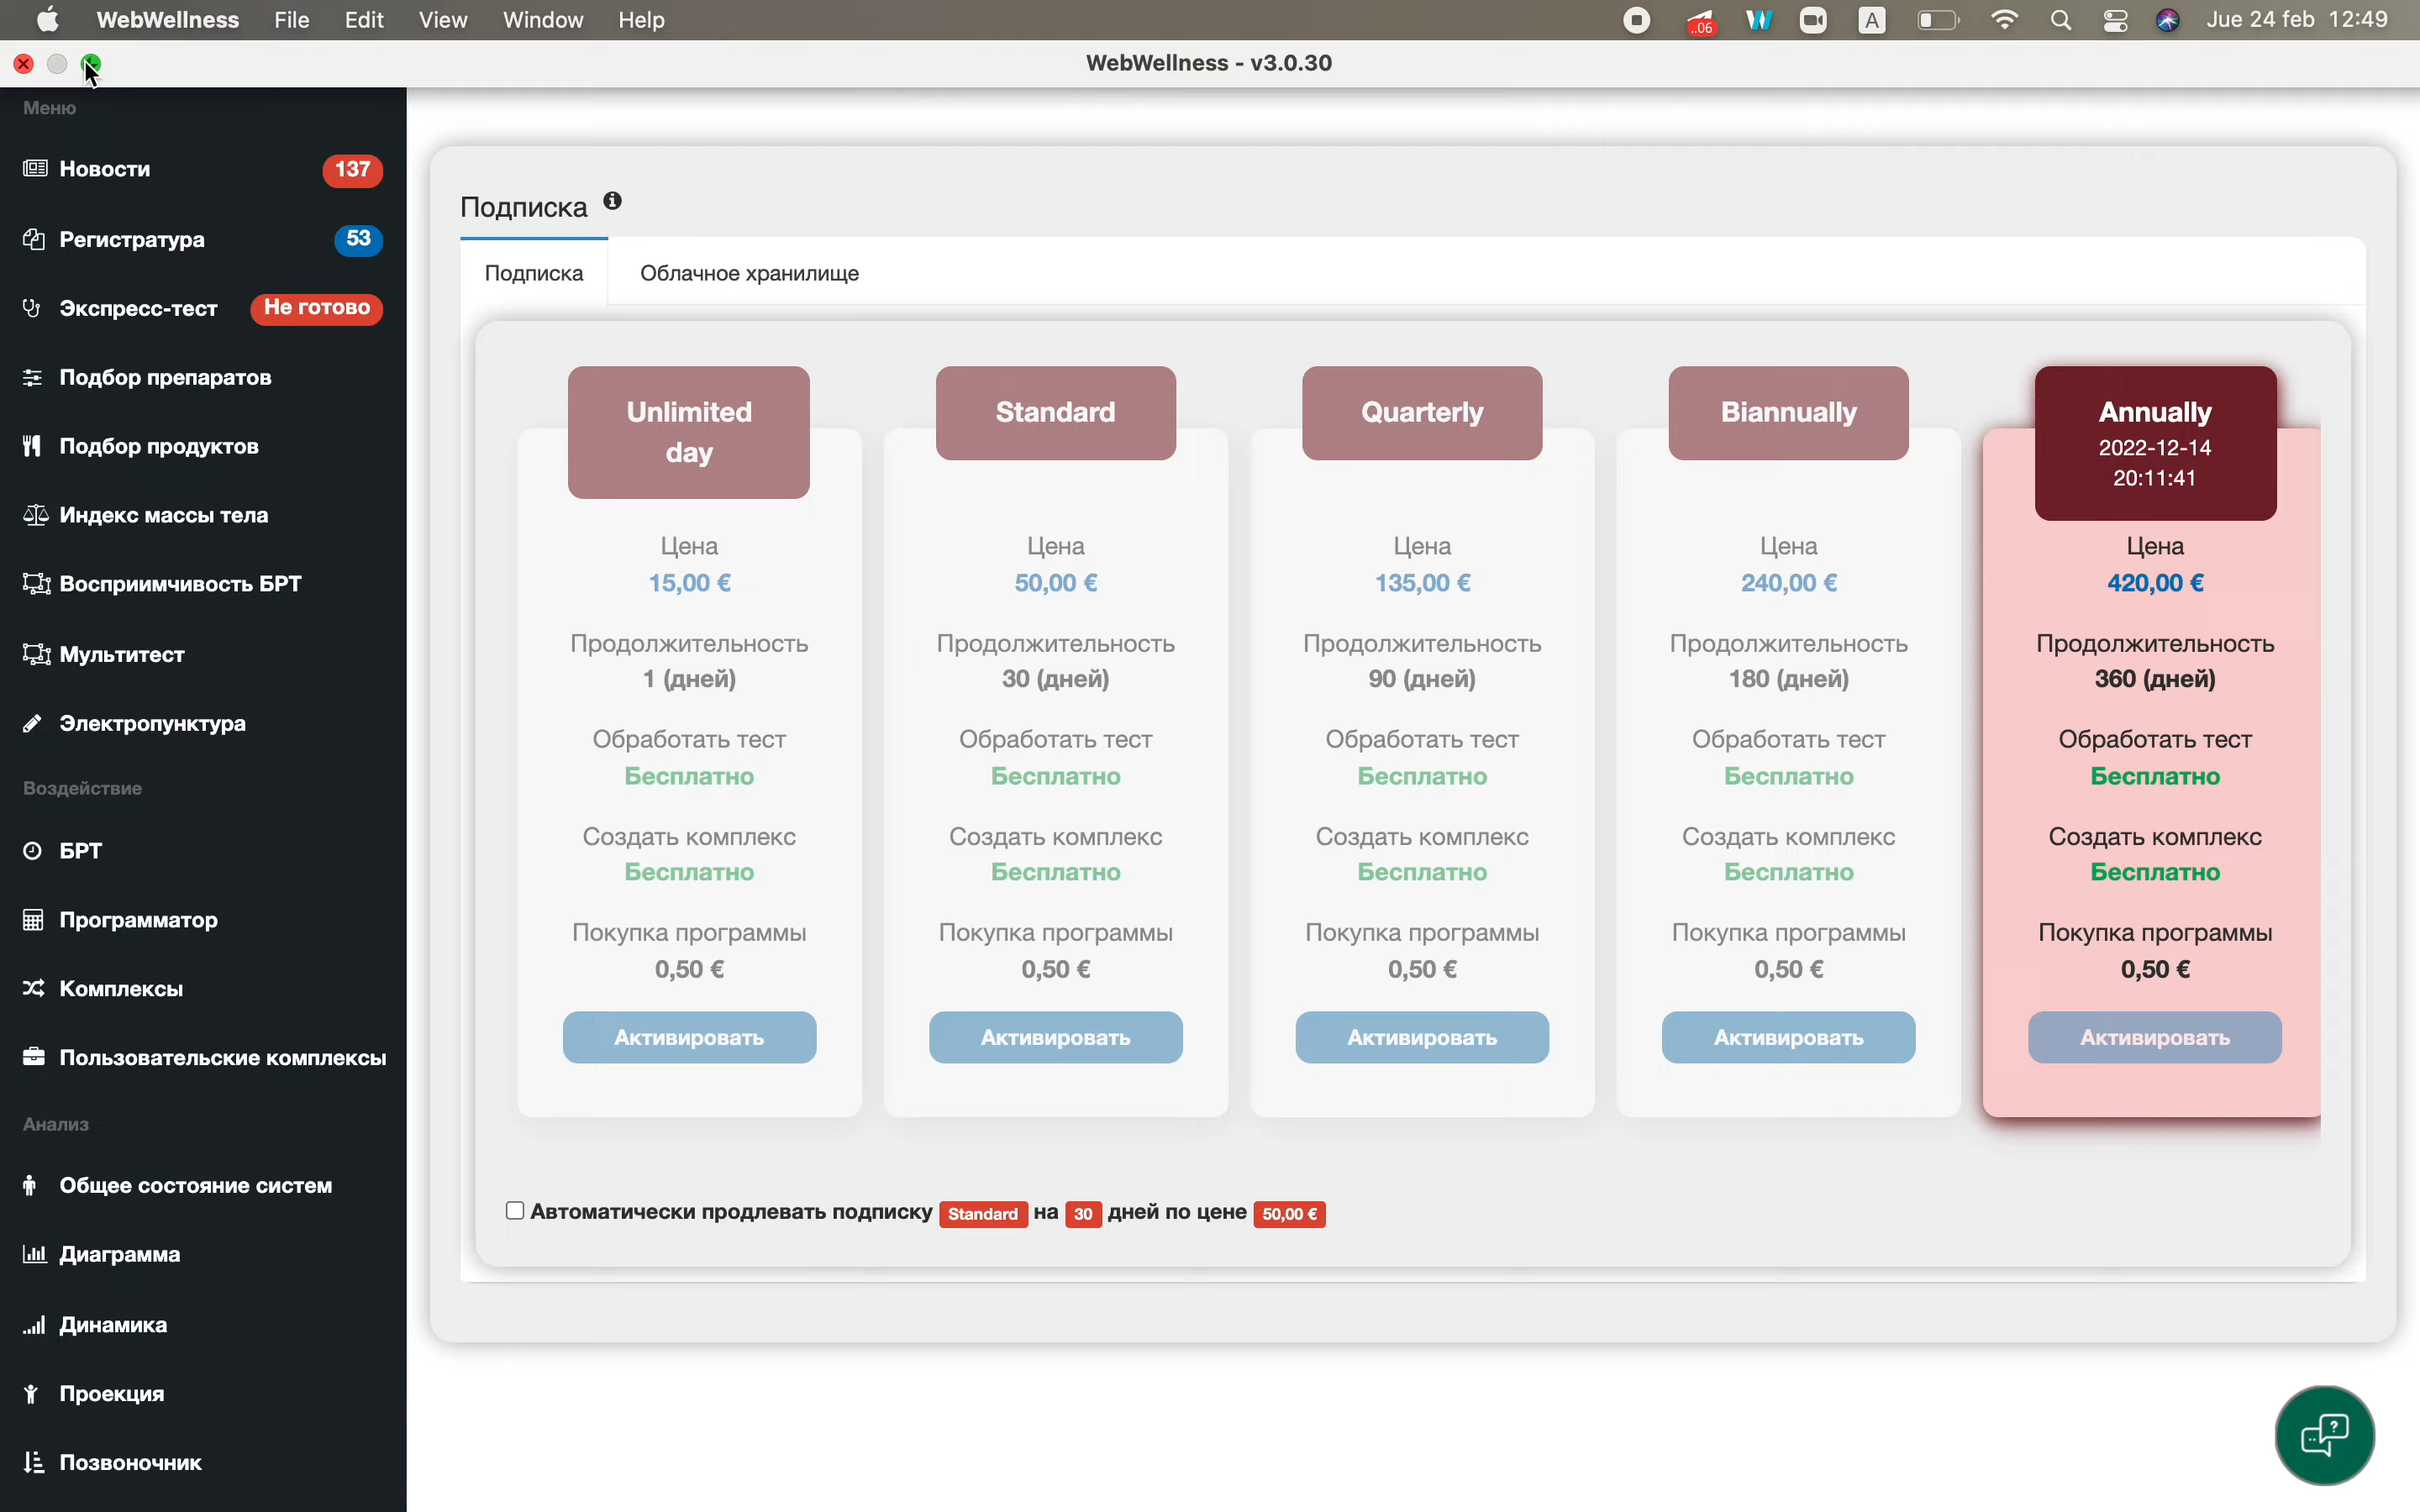 WebWellness File Edit View Window Help
..06 A Jue 24 feb 12:49
WebWellness - v3.0.30
Меню
Новости 137
Регистратура 53
Экспресс-тест Не готово
Подбор препаратов
Подбор продуктов
Индекс массы тела
Восприимчивость БРТ
Мультитест
Электропунктура
Воздействие
БРТ
Программатор
Комплексы
Пользовательские комплексы
Анализ
Общее состояние систем
Диаграмма
Динамика
Проекция
Позвоночник
Подписка
Подписка Облачное хранилище
Unlimited
day
Цена
15,00 €
Продолжительность
1 (дней)
Обработать тест
Бесплатно
Создать комплекс
Бесплатно
Покупка программы
0,50 €
Активировать
Standard
Цена
50,00 €
Продолжительность
30 (дней)
Обработать тест
Бесплатно
Создать комплекс
Бесплатно
Покупка программы
0,50 €
Активировать
Quarterly
Цена
135,00 €
Продолжительность
90 (дней)
Обработать тест
Бесплатно
Создать комплекс
Бесплатно
Покупка программы
0,50 €
Активировать
Biannually
Цена
240,00 €
Продолжительность
180 (дней)
Обработать тест
Бесплатно
Создать комплекс
Бесплатно
Покупка программы
0,50 €
Активировать
Annually
2022-12-14
20:11:41
Цена
420,00 €
Продолжительность
360 (дней)
Обработать тест
Бесплатно
Создать комплекс
Бесплатно
Покупка программы
0,50 €
Активировать
Автоматически продлевать подписку Standard на 30 дней по цене 50,00 €